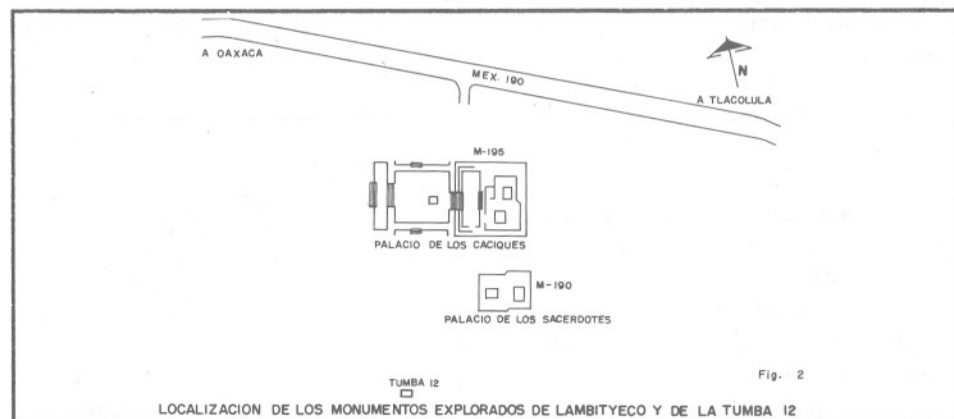 A OAXACA
MEX. 190
N
A TLACOLULA
M-195
PALACIO DE LOS CACIQUES
M-190
PALACIO DE LOS SACERDOTES
Fig. 2
TUMBA 12
LOCALIZACION DE LOS MONUMENTOS EXPLORADOS DE LAMBITYECO Y DE LA TUMBA 12